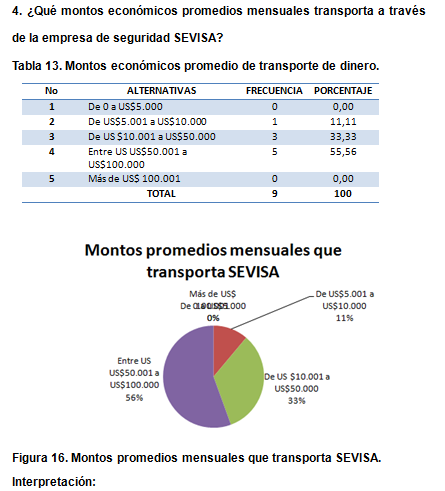 4. ¿Qué montos económicos promedios mensuales transporta a través
de la empresa de seguridad SEVISA?
Tabla 13. Montos económicos promedio de transporte de dinero.
No ALTERNATIVAS FRECUENCIA PORCENTAJE
1 De 0 a US$5.000 0 0,00
2 De US$5.001 a US$10.000 1 11,11
3 De US $10.001 a US$50.000 3 33,33
4 Entre US US$50.001 a 5 55,56
US$100.000
5 Más de US$ 100.001 0 0,00
TOTAL 9 100
Montos promedios mensuales que
transporta SEVISA
Más de US$
0%
De US$5.001 a
US$10.000
11%
De US $10.001 a
US$50.000
33%
Entre US
US$50.001 a
US$100.000
56%
Figura 16. Montos promedios mensuales que transporta SEVISA.
Interpretación: